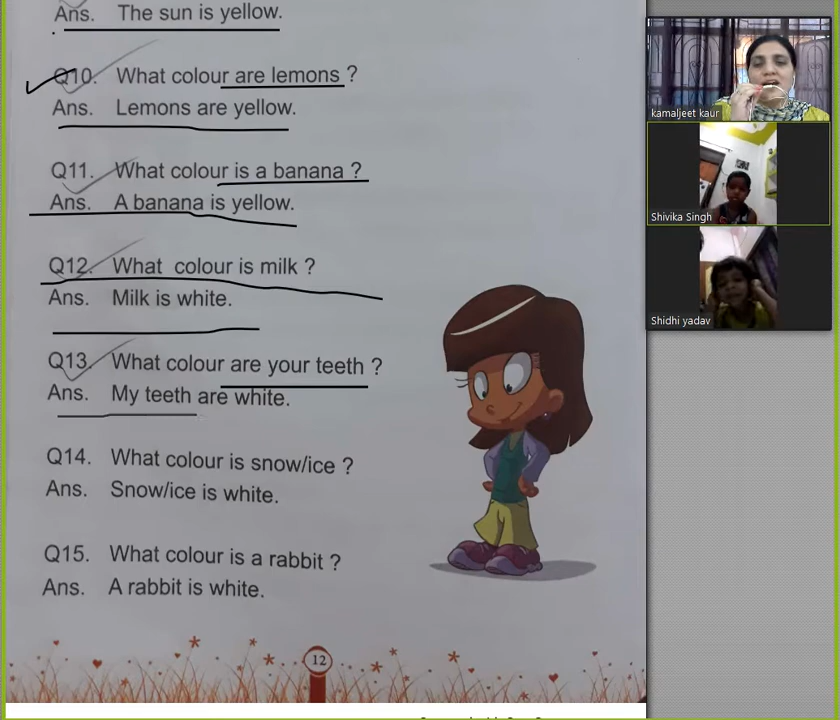 Ans. The sun is yellow.
Q10. What colour are lemons ?
Ans. Lemons are yellow.
Q11. What colour is a banana ?
Ans. A banana is yellow.
Q12. What colour is milk ?
Ans. Milk is white.
Q13. What colour are your teeth ?
Ans. My teeth are white.
Q14. What colour is snow/ice ?
Ans. Snow/ice is white.
Q15. What colour is a rabbit ?
Ans. A rabbit is white.
12
kamaljeet kaur
Shivika Singh
Shidhi yadav